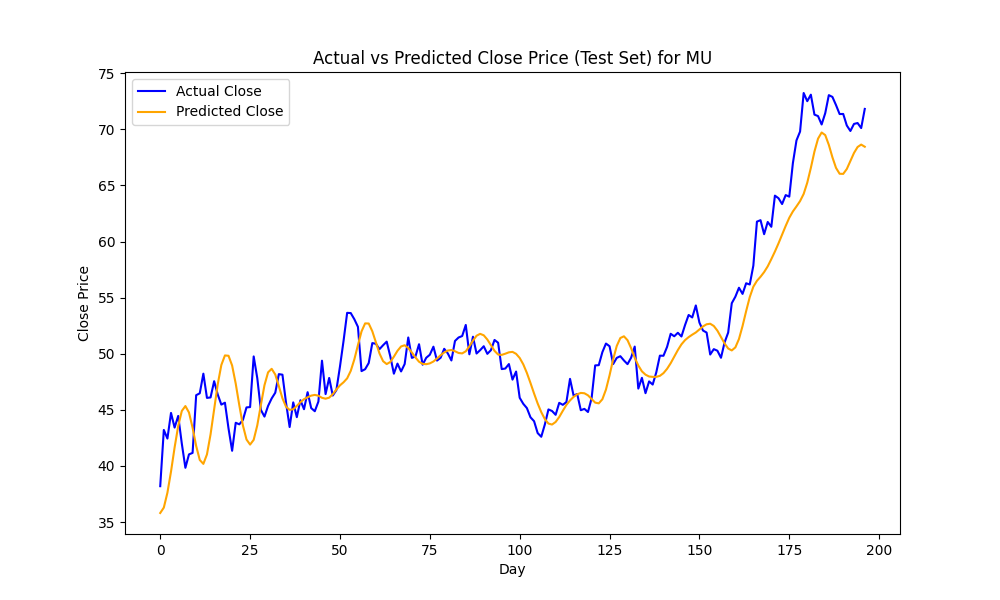 Actual vs Predicted Close Price (Test Set) for MU
Actual Close
Predicted Close
Close Price
75
70
65
60
55
50
45
40
35
0 25 50 75 100 125 150 175 200
Day